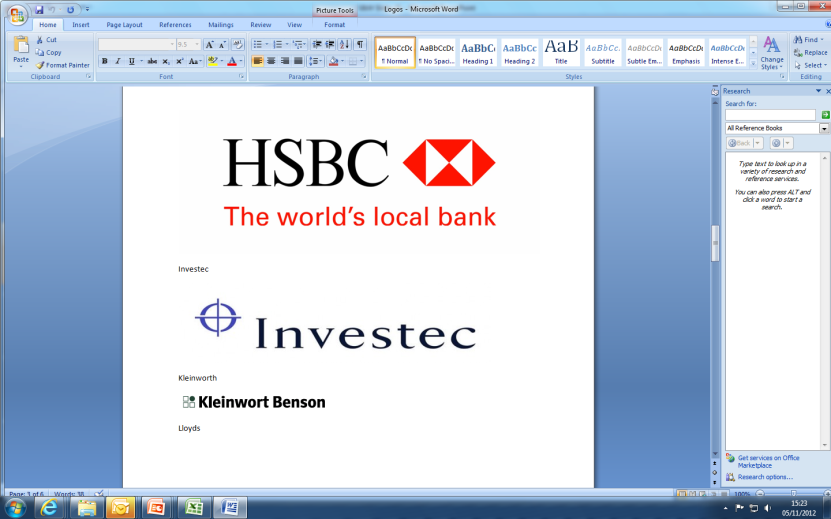 Picture Tools
Logos - Microsoft Word
Home Insert Page Layout References Mailings Review View Format
Paste
Cut
Copy
Format Painter
Clipboard
9.5
Font
Paragraph
AaBbCcDc AaBbCcDc AaBbC AaBbCc AaB AaBbCc. AaBbCcDc AaBbCcDc AaBbCcDc
¶ Normal ¶ No Spaci... Heading 1 Heading 2 Title Subtitle Subtle Em... Emphasis Intense E...
Styles
Change Styles
Find
Replace
Select
HSBC
The world's local bank
Investec
Investec
Kleinworth
Kleinwort Benson
Lloyds
Research
Search for:
All Reference Books
Back
Type text to look up in a
variety of research and
reference services.
You can also press ALT and
click a word to start a
search.
Get services on Office
Marketplace
Research options...
Page: 3 of 6 Words: 38
100%
15:23
05/11/2012